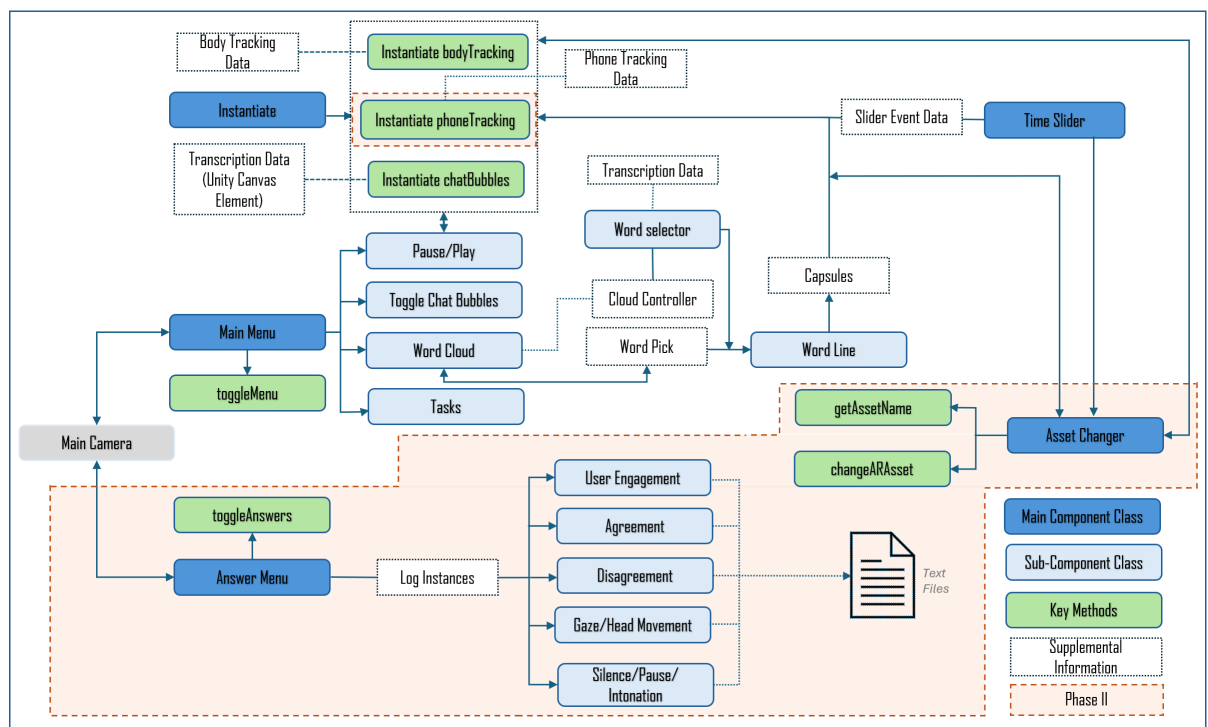 Body Tracking
Data
Instantiate bodyTracking
Phone Tracking
Data
Instantiate
Instantiate phoneTracking
Slider Event Data
Time Slider
Transcription Data
(Unity Canvas
Element)
Instantiate chatBubbles
Transcription Data
Word selector
Pause/Play
Capsules
Toggle Chat Bubbles
Cloud Controller
Main Menu
Word Cloud
Word Pick
Word Line
toggleMenu
Tasks
getAssetName
Main Camera
Asset Changer
changeARAsset
User Engagement
toggleAnswers
Agreement
Main Component Class
Answer Menu
Log Instances
Disagreement
Text
Files
Sub-Component Class
Gaze/Head Movement
Key Methods
Supplemental
Information
Silence/Pause/
Intonation
Phase II